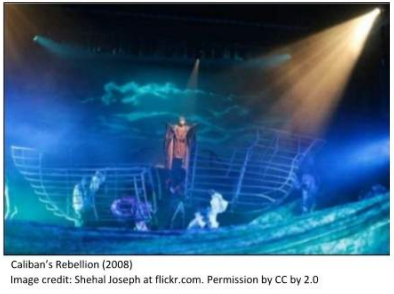 Caliban's Rebellion (2008)
Image credit: Shehal Joseph at flickr.com. Permission by CC by 2.0